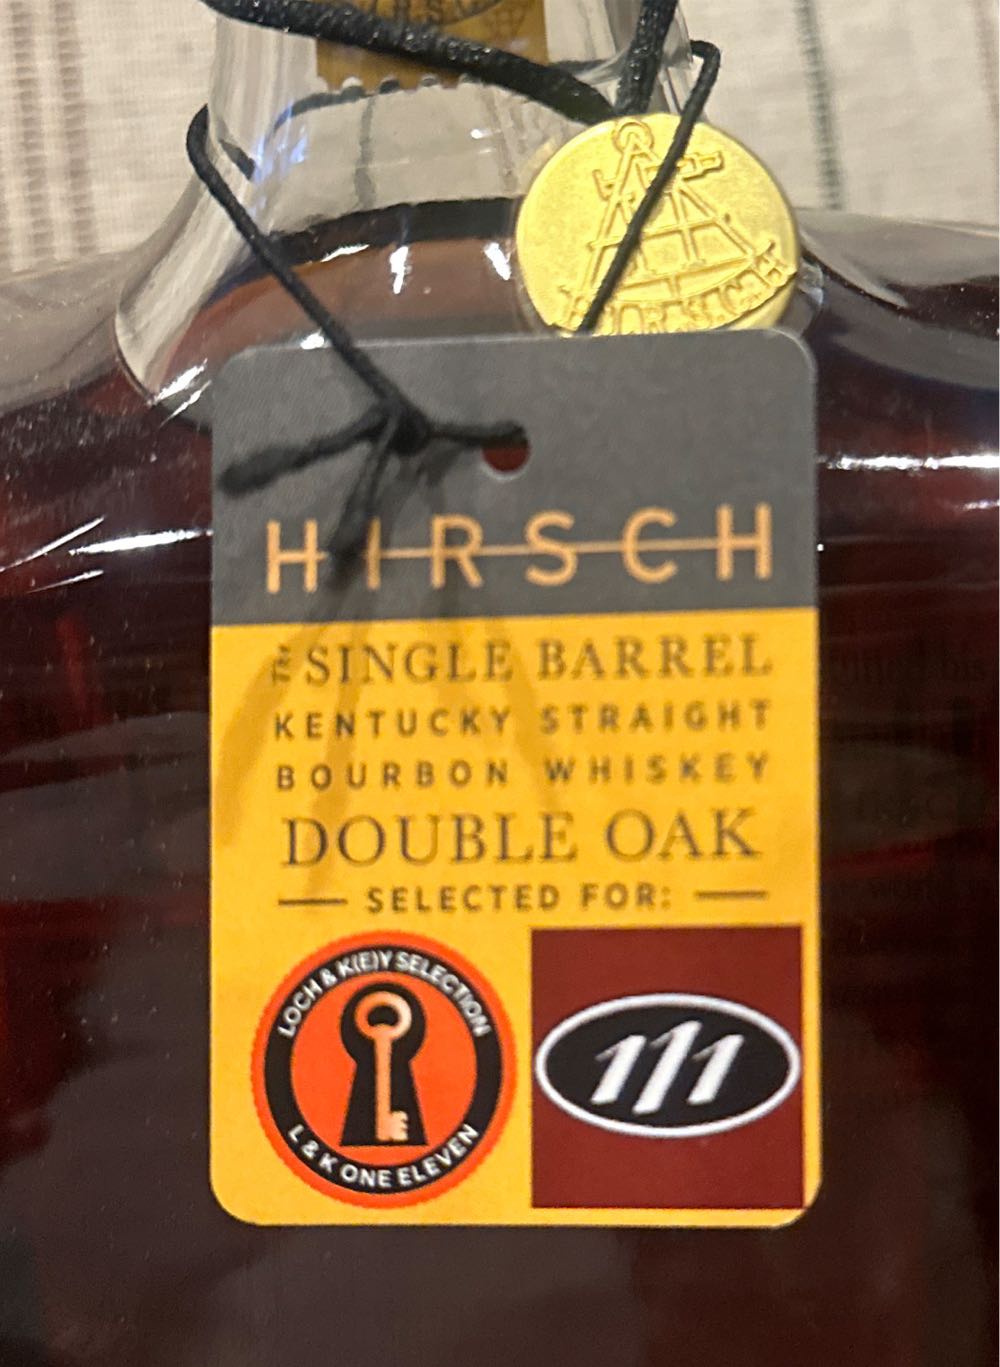 HIRSCH
THE SINGLE BARREL
KENTUCKY STRAIGHT
BOURBON WHISKEY
DOUBLE OAK
SELECTED FOR:
LOCH & K(E)Y SELECTION
L & K ONE ELEVEN
111